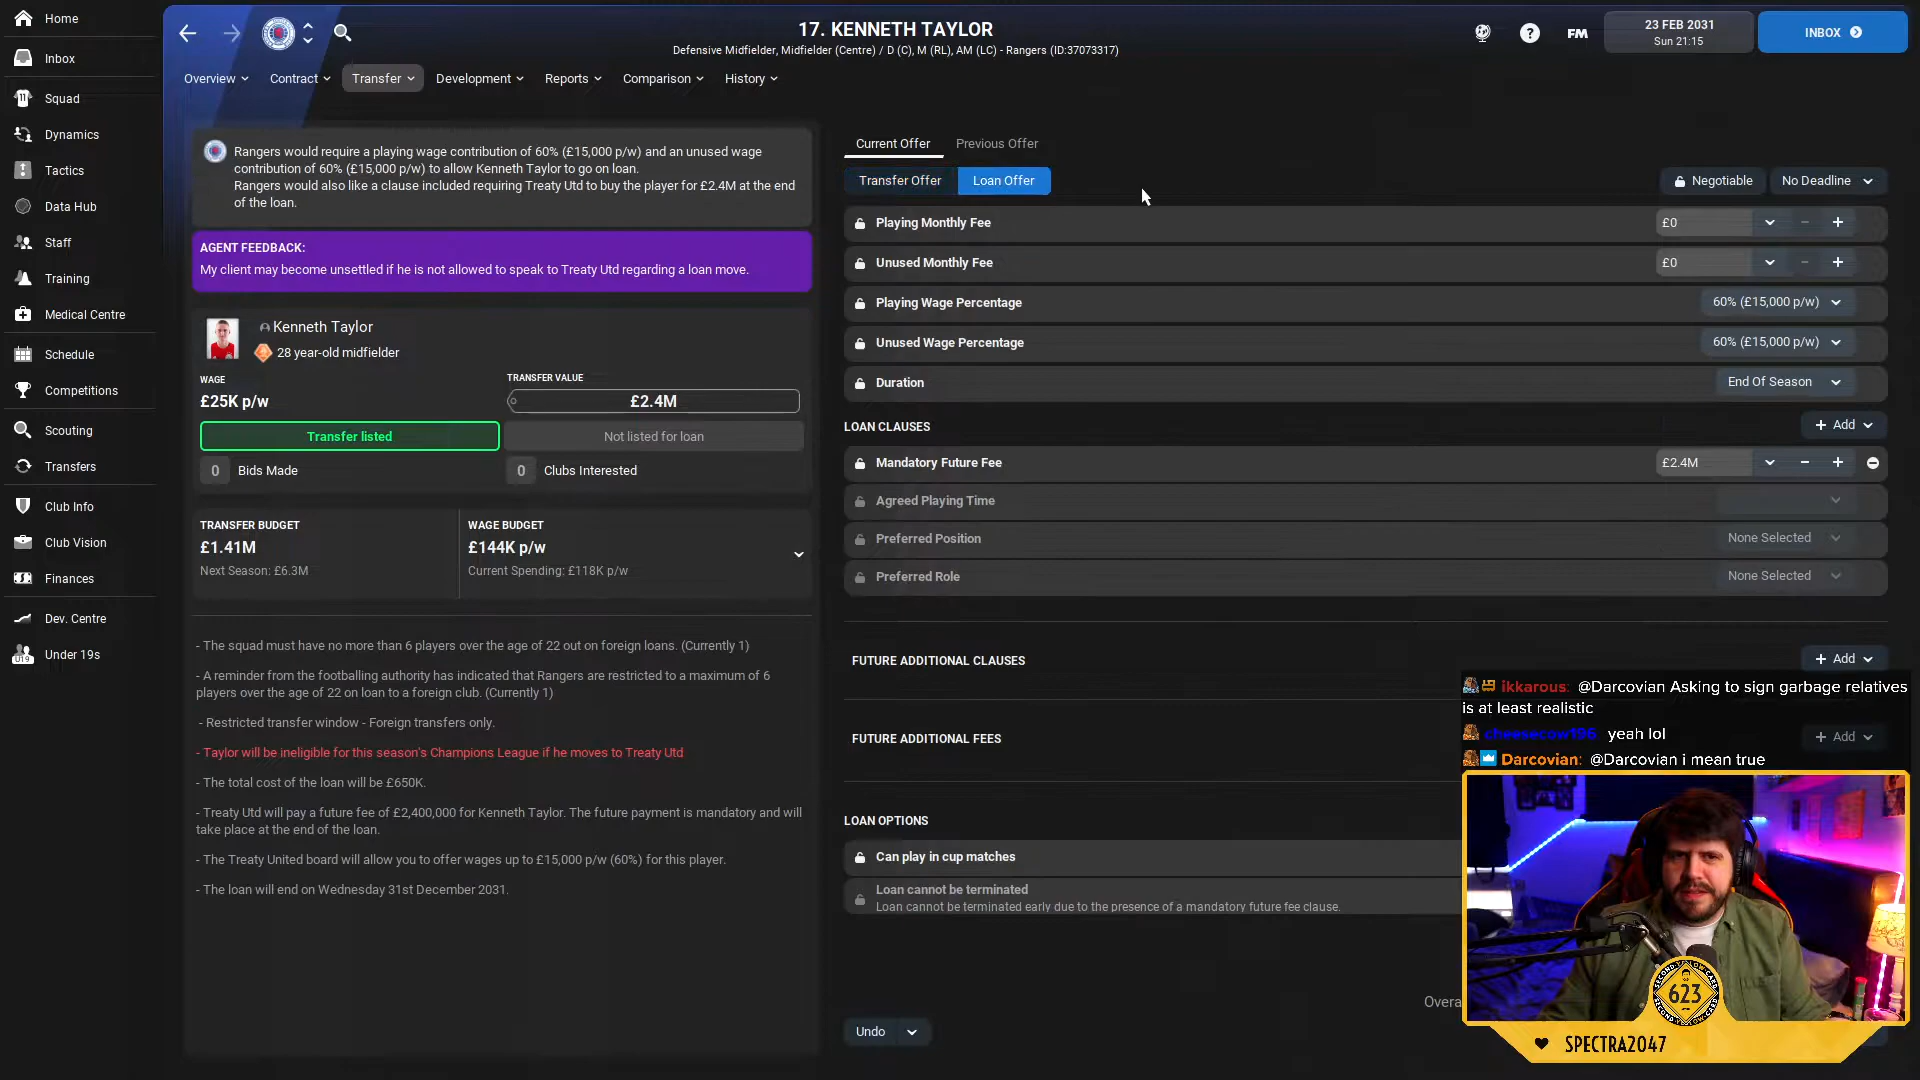 Home
Inbox
Squad
Dynamics
Tactics
Data Hub
Staff
Training
Medical Centre
Schedule
Competitions
Scouting
Transfers
Club Info
Club Vision
Finances
Dev. Centre
Under 19s
17. KENNETH TAYLOR
Defensive Midfielder, Midfielder (Centre) / D (C), M (RL), AM (LC) - Rangers (ID:37073317)
FM
23 FEB 2031
Sun 21:15
INBOX
Overview
Contract
Transfer
Development
Reports
Comparison
History
Rangers would require a playing wage contribution of 60% (£15,000 p/w) and an unused wage
contribution of 60% (£15,000 p/w) to allow Kenneth Taylor to go on loan.
Rangers would also like a clause included requiring Treaty Utd to buy the player for £2.4M at the end
of the loan.
AGENT FEEDBACK:
My client may become unsettled if he is not allowed to speak to Treaty Utd regarding a loan move.
Kenneth Taylor
28 year-old midfielder
WAGE
£25K p/w
TRANSFER VALUE
£2.4M
Transfer listed
Not listed for loan
0 Bids Made
0 Clubs Interested
TRANSFER BUDGET
£1.41M
Next Season: £6.3M
WAGE BUDGET
£144K p/w
Current Spending: £118K p/w
- The squad must have no more than 6 players over the age of 22 out on foreign loans. (Currently 1)
- A reminder from the footballing authority has indicated that Rangers are restricted to a maximum of 6
players over the age of 22 on loan to a foreign club. (Currently 1)
- Restricted transfer window - Foreign transfers only.
- Taylor will be ineligible for this season's Champions League if he moves to Treaty Utd
- The total cost of the loan will be £650K.
- Treaty Utd will pay a future fee of £2,400,000 for Kenneth Taylor. The future payment is mandatory and will
take place at the end of the loan.
- The Treaty United board will allow you to offer wages up to £15,000 p/w (60%) for this player.
- The loan will end on Wednesday 31st December 2031.
Current Offer
Previous Offer
Transfer Offer
Loan Offer
Negotiable
No Deadline
Playing Monthly Fee £0
Unused Monthly Fee £0
Playing Wage Percentage 60% (£15,000 p/w)
Unused Wage Percentage 60% (£15,000 p/w)
Duration End Of Season
LOAN CLAUSES
Add
Mandatory Future Fee £2.4M
Agreed Playing Time
Preferred Position None Selected
Preferred Role None Selected
FUTURE ADDITIONAL CLAUSES
Add
FUTURE ADDITIONAL FEES
Add
LOAN OPTIONS
Can play in cup matches
Loan cannot be terminated
Loan cannot be terminated early due to the presence of a mandatory future fee clause.
Overa
Undo
ikkarous: @Darcovian Asking to sign garbage relatives
is at least realistic
cheesecow196 yeah lol
Darcovian: @Darcovian i mean true
SECOND YELLOW CARD
623
SPECTRA2047